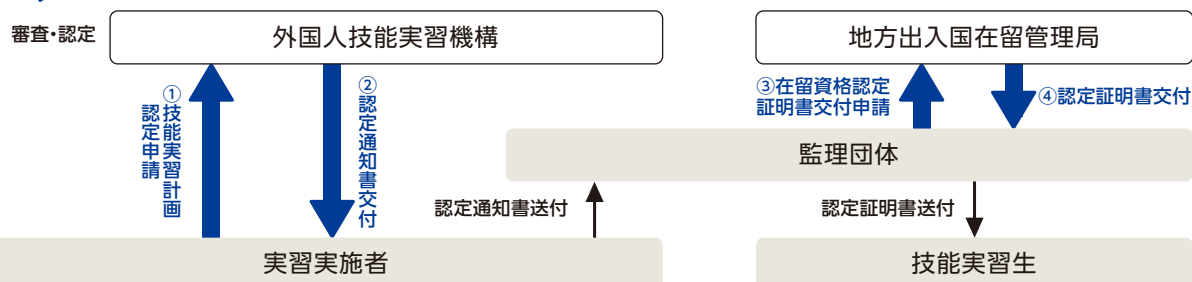 審査・認定
外国人技能実習機構
地方出入国在留管理局
①技能実習計画
認定申請
②認定通知書交付
③在留資格認定
証明書交付申請
④認定証明書交付
監理団体
認定通知書送付
認定証明書送付
実習実施者
技能実習生